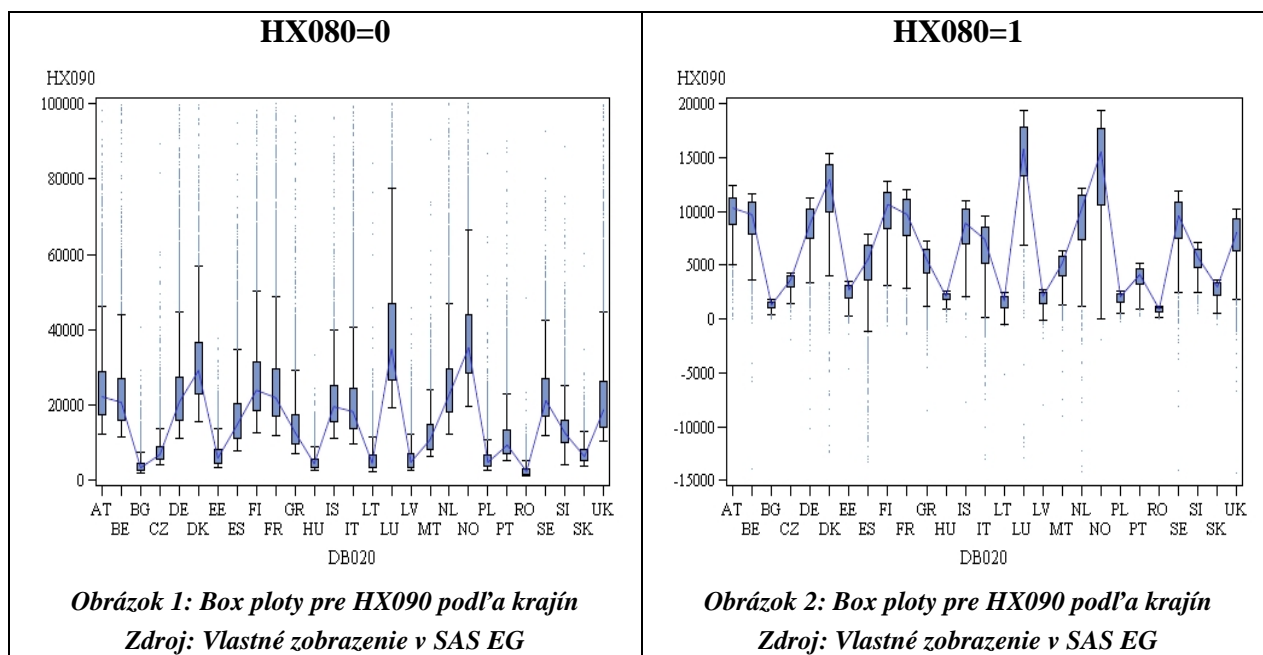 HX080=0
HX090
100000
80000
60000
40000
20000
0
AT BG DE EE FI GR IS LT LV NL PL RO SI UK
BE CZ DK ES FR HU IT LU MT NO PT SE SK
DB020
Obrázok 1: Box ploty pre HX090 podľa krajín
Zdroj: Vlastné zobrazenie v SAS EG
HX080=1
HX090
20000
15000
10000
5000
0
-5000
-10000
-15000
AT BG DE EE FI GR IS LT LV NL PL RO SI UK
BE CZ DK ES FR HU IT LU MT NO PT SE SK
DB020
Obrázok 2: Box ploty pre HX090 podľa krajín
Zdroj: Vlastné zobrazenie v SAS EG